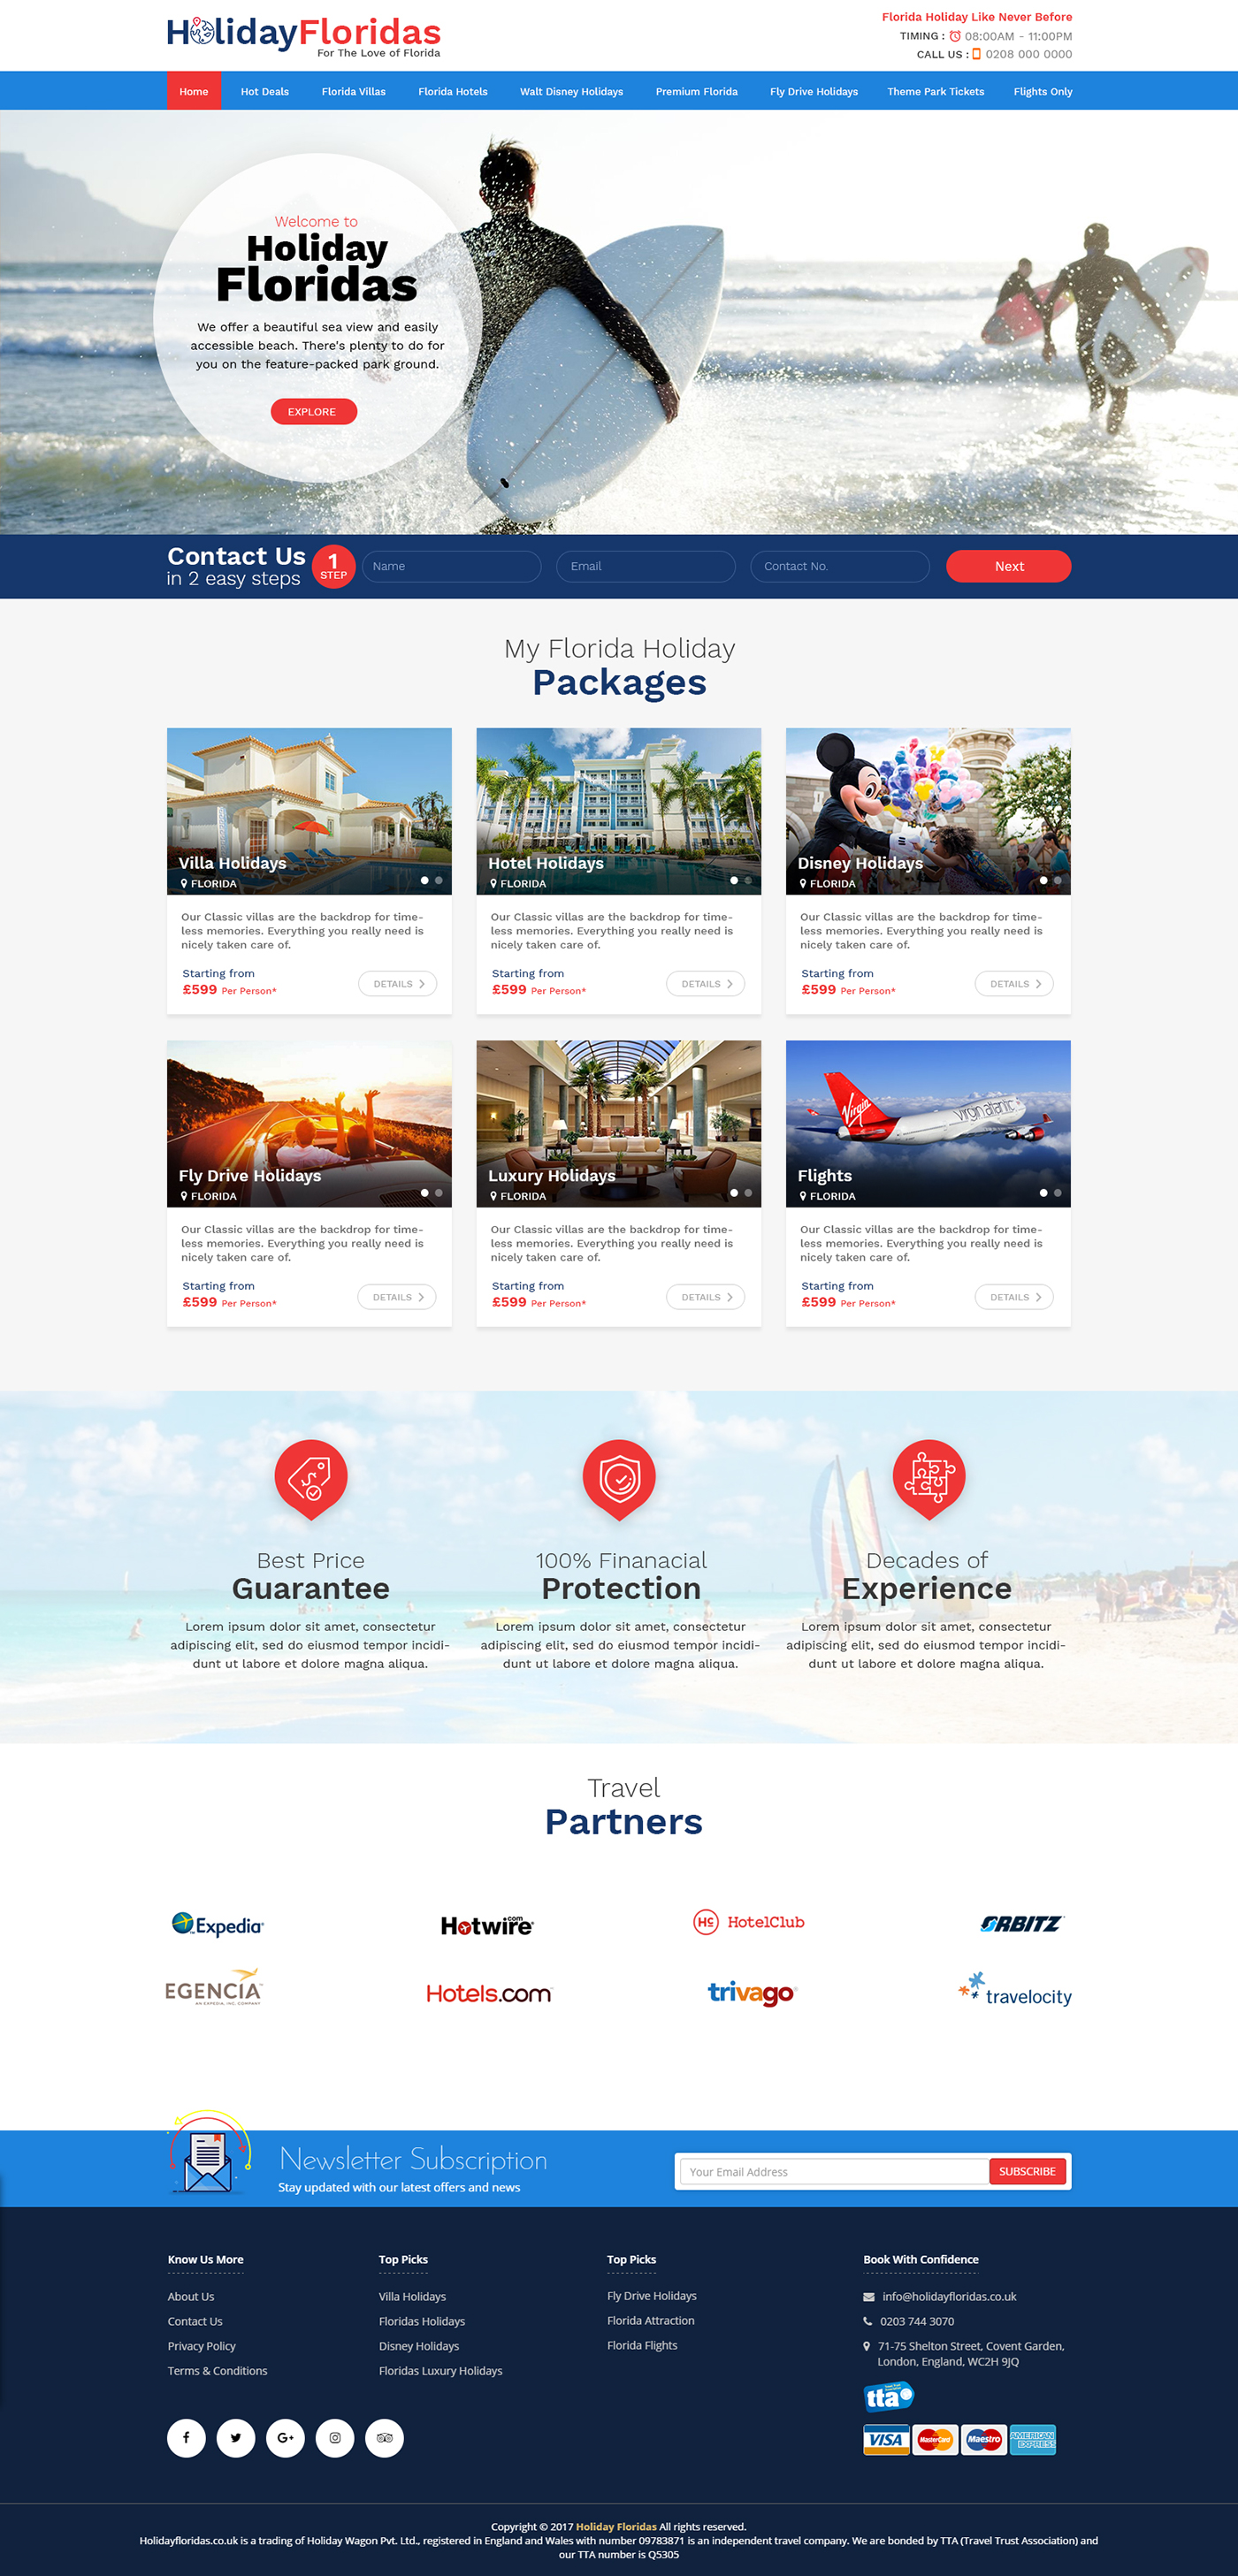 HolidayFloridas
For The Love of Florida
Florida Holiday Like Never Before
TIMING : 08:00AM - 11:00PM
CALL US : 0208 000 0000
Home Hot Deals Florida Villas Florida Hotels Walt Disney Holidays Premium Florida Fly Drive Holidays Theme Park Tickets Flights Only
Welcome to
Holiday
Floridas
We offer a beautiful sea view and easily
accessible beach. There's plenty to do for
you on the feature-packed park ground.
EXPLORE
Contact Us
in 2 easy steps
1
STEP
Name Email Contact No. Next
My Florida Holiday
Packages
Villa Holidays
FLORIDA
Our Classic villas are the backdrop for time-
less memories. Everything you really need is
nicely taken care of.
Starting from
£599 Per Person*
DETAILS
Hotel Holidays
FLORIDA
Our Classic villas are the backdrop for time-
less memories. Everything you really need is
nicely taken care of.
Starting from
£599 Per Person*
DETAILS
Disney Holidays
FLORIDA
Our Classic villas are the backdrop for time-
less memories. Everything you really need is
nicely taken care of.
Starting from
£599 Per Person*
DETAILS
Fly Drive Holidays
FLORIDA
Our Classic villas are the backdrop for time-
less memories. Everything you really need is
nicely taken care of.
Starting from
£599 Per Person*
DETAILS
Luxury Holidays
FLORIDA
Our Classic villas are the backdrop for time-
less memories. Everything you really need is
nicely taken care of.
Starting from
£599 Per Person*
DETAILS
Virgin
virgin atlantic
Flights
FLORIDA
Our Classic villas are the backdrop for time-
less memories. Everything you really need is
nicely taken care of.
Starting from
£599 Per Person*
DETAILS
Best Price
Guarantee
Lorem ipsum dolor sit amet, consectetur
adipiscing elit, sed do eiusmod tempor incidi-
dunt ut labore et dolore magna aliqua.
100% Finanacial
Protection
Lorem ipsum dolor sit amet, consectetur
adipiscing elit, sed do eiusmod tempor incidi-
dunt ut labore et dolore magna aliqua.
Decades of
Experience
Lorem ipsum dolor sit amet, consectetur
adipiscing elit, sed do eiusmod tempor incidi-
dunt ut labore et dolore magna aliqua.
Travel
Partners
Expedia
Hotwire.com
HC HotelClub
ORBITZ
EGENCIA
AN EXPEDIA, INC. COMPANY
Hotels.com
trivago
travelocity
Newsletter Subscription
Stay updated with our latest offers and news
Your Email Address SUBSCRIBE
Know Us More
About Us
Contact Us
Privacy Policy
Terms & Conditions
Top Picks
Villa Holidays
Floridas Holidays
Disney Holidays
Floridas Luxury Holidays
Top Picks
Fly Drive Holidays
Florida Attraction
Florida Flights
Book With Confidence
info@holidayfloridas.co.uk
0203 744 3070
71-75 Shelton Street, Covent Garden,
London, England, WC2H 9JQ
tta
VISA MasterCard Maestro AMERICAN EXPRESS
G+
Copyright © 2017 Holiday Floridas All rights reserved.
Holidayfloridas.co.uk is a trading of Holiday Wagon Pvt. Ltd., registered in England and Wales with number 09783871 is an independent travel company. We are bonded by TTA (Travel Trust Association) and
our TTA number is Q5305